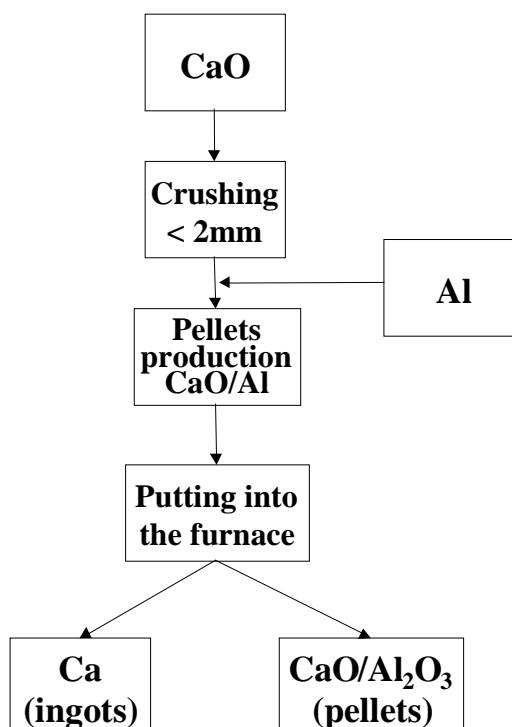 CaO
Crushing
< 2mm
Al
Pellets
production
CaO/Al
Putting into
the furnace
Ca
(ingots)
CaO/Al₂O₃
(pellets)